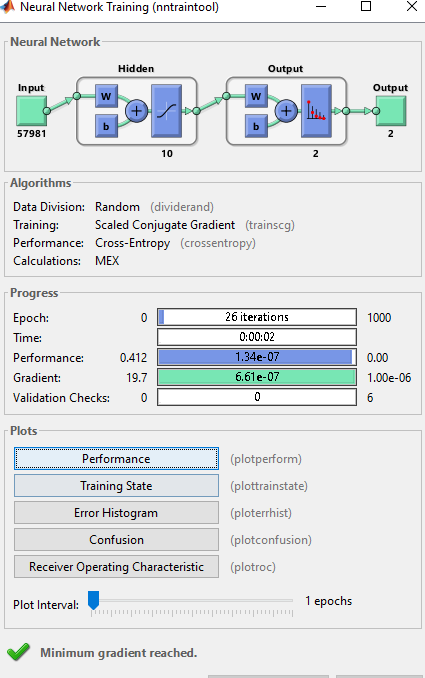 Neural Network Training (nntraintool)
Neural Network
Hidden
Output
Input
Output
W
W
b
b
+
+
57981
10
2
2
Algorithms
Data Division: Random (dividerand)
Training: Scaled Conjugate Gradient (trainscg)
Performance: Cross-Entropy (crossentropy)
Calculations: MEX
Progress
Epoch: 0 26 iterations 1000
Time: 0:00:02
Performance: 0.412 1.34e-07 0.00
Gradient: 19.7 6.61e-07 1.00e-06
Validation Checks: 0 0 6
Plots
Performance (plotperform)
Training State (plottrainstate)
Error Histogram (ploterrhist)
Confusion (plotconfusion)
Receiver Operating Characteristic (plotroc)
Plot Interval: 1 epochs
Minimum gradient reached.